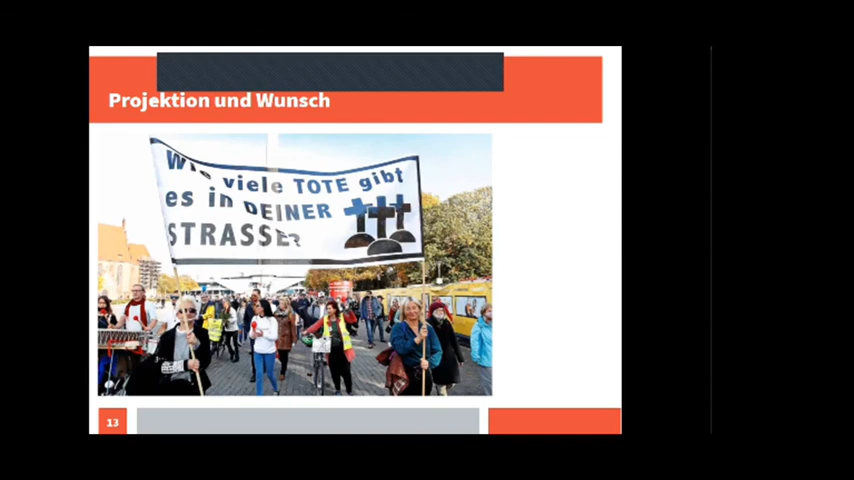 Projektion und Wunsch
Wie viele TOTE gibt
es in DEINER
STRASSE?
13